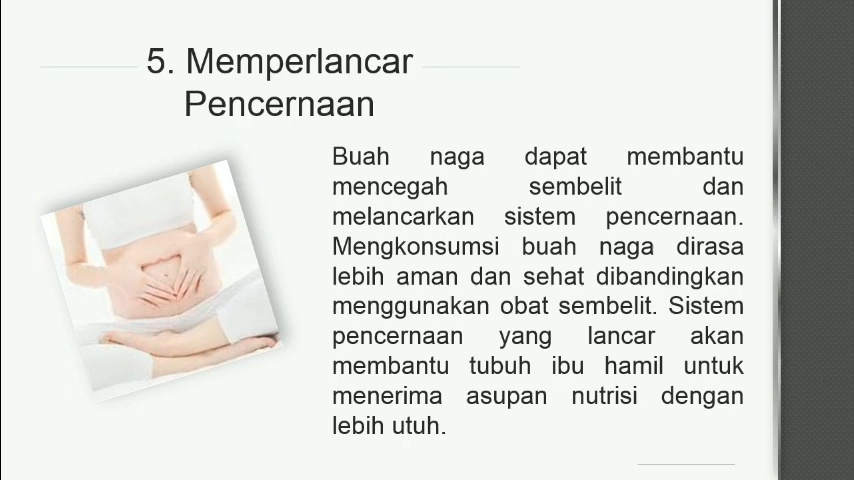 5. Memperlancar
Pencernaan
Buah naga dapat membantu
mencegah sembelit dan
melancarkan sistem pencernaan.
Mengkonsumsi buah naga dirasa
lebih aman dan sehat dibandingkan
menggunakan obat sembelit. Sistem
pencernaan yang lancar akan
membantu tubuh ibu hamil untuk
menerima asupan nutrisi dengan
lebih utuh.